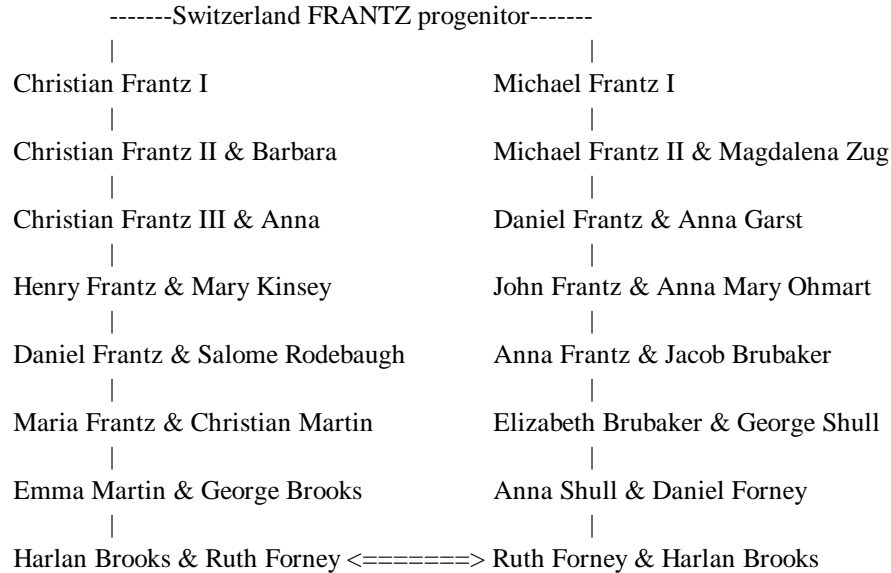 -------Switzerland FRANTZ progenitor-------
| |
Christian Frantz I Michael Frantz I
| |
Christian Frantz II & Barbara Michael Frantz II & Magdalena Zug
| |
Christian Frantz III & Anna Daniel Frantz & Anna Garst
| |
Henry Frantz & Mary Kinsey John Frantz & Anna Mary Ohmart
| |
Daniel Frantz & Salome Rodebaugh Anna Frantz & Jacob Brubaker
| |
Maria Frantz & Christian Martin Elizabeth Brubaker & George Shull
| |
Emma Martin & George Brooks Anna Shull & Daniel Forney
| |
Harlan Brooks & Ruth Forney <=======> Ruth Forney & Harlan Brooks